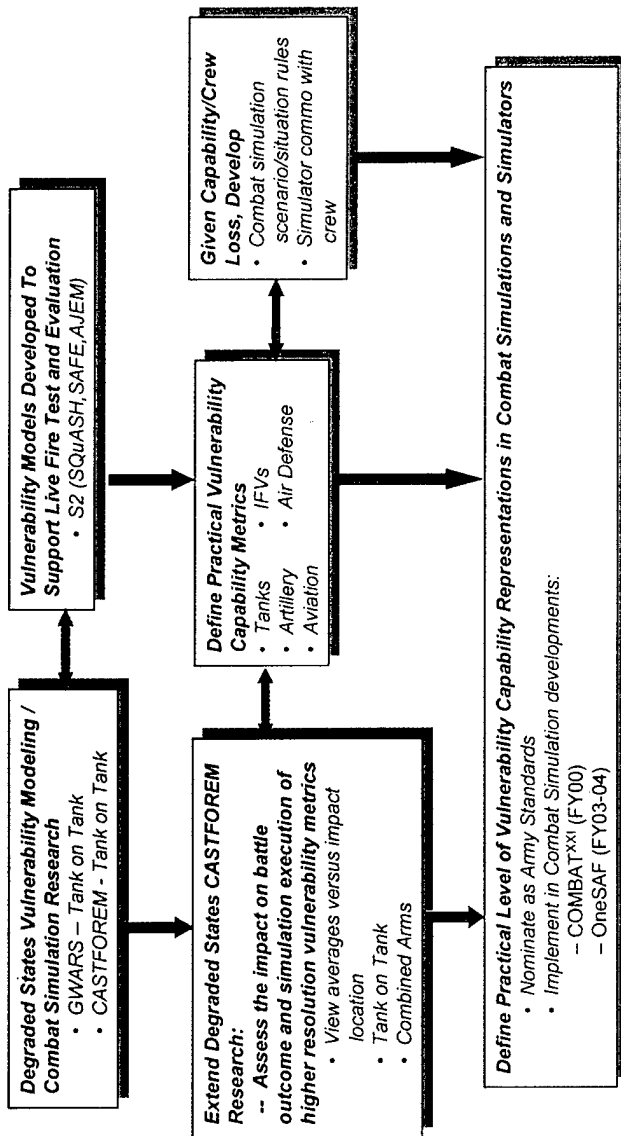 Degraded States Vulnerability Modeling /
Combat Simulation Research
• GWARS – Tank on Tank
• CASTFOREM - Tank on Tank
Vulnerability Models Developed To
Support Live Fire Test and Evaluation
• S2 (SQuASH,SAFE,AJEM)
Extend Degraded States CASTFOREM
Research:
-- Assess the impact on battle
outcome and simulation execution of
higher resolution vulnerability metrics
• View averages versus impact
location
• Tank on Tank
• Combined Arms
Define Practical Vulnerability
Capability Metrics
• Tanks • IFVs
• Artillery • Air Defense
• Aviation
Given Capability/Crew
Loss, Develop
• Combat simulation
scenario/situation rules
• Simulator commo with
crew
Define Practical Level of Vulnerability Capability Representations in Combat Simulations and Simulators
• Nominate as Army Standards
• Implement in Combat Simulation developments:
– COMBATXXI (FY00)
– OneSAF (FY03-04)